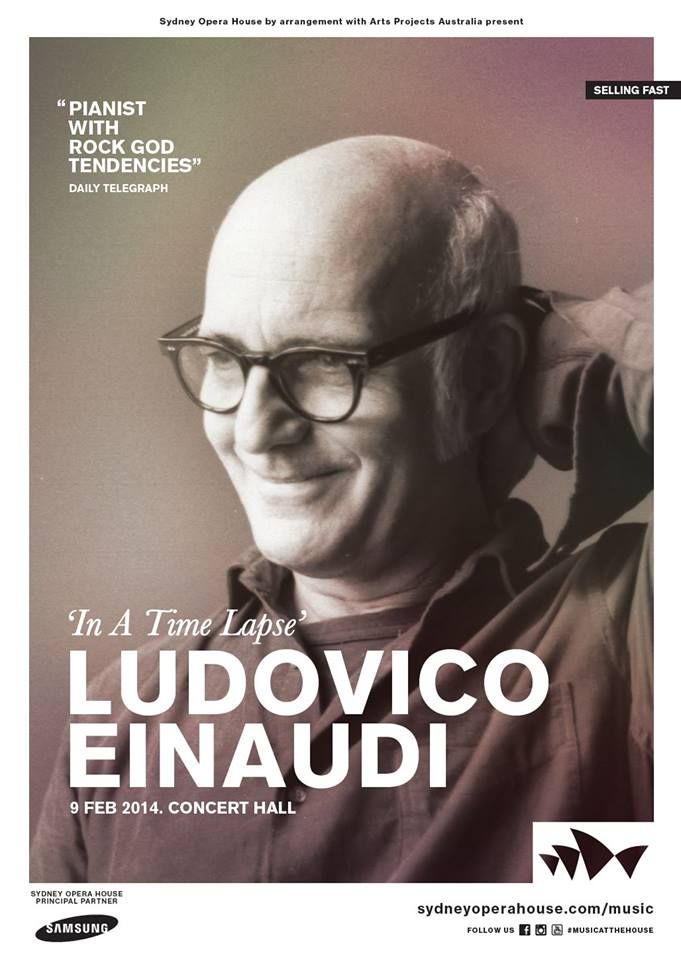 Sydney Opera House by arrangement with Arts Projects Australia present
SELLING FAST
“PIANIST
WITH
ROCK GOD
TENDENCIES”
DAILY TELEGRAPH
‘In A Time Lapse’
LUDOVICO
EINAUDI
9 FEB 2014. CONCERT HALL
SYDNEY OPERA HOUSE
PRINCIPAL PARTNER
SAMSUNG
sydneyoperahouse.com/music
FOLLOW US #MUSICATTHEHOUSE